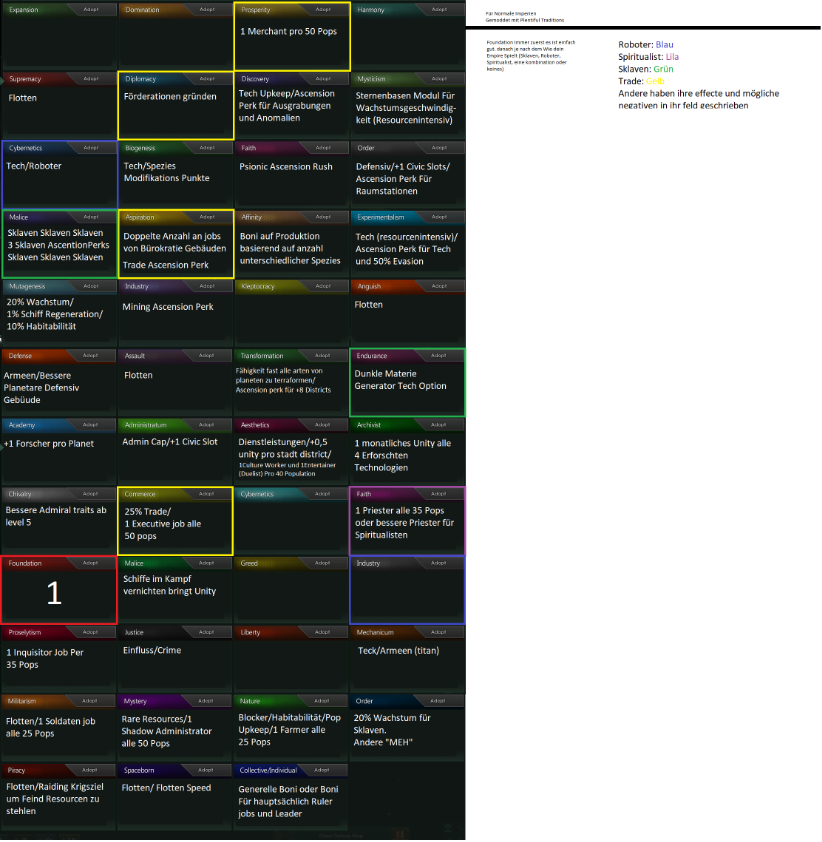 Expansion Adopt Domination Adopt Prosperity Adopt Harmony Adopt
1 Merchant pro 50 Pops
Für Normale Imperien
Gemoddet mit Plentiful Traditions
Foundation immer zuerst es ist einfach
gut. danach je nach dem Wie dein
Empire Spielt (Sklaven, Roboter,
Spiritualist, eine kombination oder
keines)
Roboter: Blau
Spiritualist: Lila
Sklaven: Grün
Trade: Gelb
Andere haben ihre effecte und mögliche
negativen in ihr feld geschrieben
Supremacy Adopt Diplomacy Adopt Discovery Adopt Mysticism Adopt
Flotten
Förderationen gründen
Tech Upkeep/Ascension
Perk für Ausgrabungen
und Anomalien
Sternenbasen Modul Für
Wachstumsgeschwindig-
keit (Resourcenintensiv)
Cybernetics Adopt Biogenesis Adopt Faith Adopt Order Adopt
Tech/Roboter
Tech/Spezies
Modifikations Punkte
Psionic Ascension Rush
Defensiv/+1 Civic Slots/
Ascension Perk Für
Raumstationen
Malice Adopt Aspiration Adopt Affinity Adopt Experimentalism Adopt
Sklaven Sklaven Sklaven
3 Sklaven AscentionPerks
Sklaven Sklaven Sklaven
Doppelte Anzahl an jobs
von Bürokratie Gebäuden
Trade Ascension Perk
Boni auf Produktion
basierend auf anzahl
unterschiedlicher Spezies
Tech (resourcenintensiv)/
Ascension Perk für Tech
und 50% Evasion
Mutagenesis Adopt Industry Adopt Kleptocracy Adopt Anguish Adopt
20% Wachstum/
1% Schiff Regeneration/
10% Habitabilität
Mining Ascension Perk
Flotten
Defense Adopt Assault Adopt Transformation Adopt Endurance Adopt
Armeen/Bessere
Planetare Defensiv
Gebüude
Flotten
Fähigkeit fast alle arten von
planeten zu terraformen/
Ascension perk für +8 Districts
Dunkle Materie
Generator Tech Option
Academy Adopt Administratum Adopt Aesthetics Adopt Archivist Adopt
+1 Forscher pro Planet
Admin Cap/+1 Civic Slot
Dienstleistungen/+0,5
unity pro stadt district/
1Culture Worker und 1Entertainer
(Duelist) Pro 40 Population
1 monatliches Unity alle
4 Erforschten
Technologien
Chivalry Adopt Commerce Adopt Cybernetics Adopt Faith Adopt
Bessere Admiral traits ab
level 5
25% Trade/
1 Executive job alle
50 pops
1 Priester alle 35 Pops
oder bessere Priester für
Spiritualisten
Foundation Adopt Malice Adopt Greed Adopt Industry Adopt
1
Schiffe im Kampf
vernichten bringt Unity
Proselytism Adopt Justice Adopt Liberty Adopt Mechanicum Adopt
1 Inquisitor Job Per
35 Pops
Einfluss/Crime
Teck/Armeen (titan)
Militarism Adopt Mystery Adopt Nature Adopt Order Adopt
Flotten/1 Soldaten job
alle 25 Pops
Rare Resources/1
Shadow Administrator
alle 50 Pops
Blocker/Habitabilität/Pop
Upkeep/1 Farmer alle
25 Pops
20% Wachstum für
Sklaven.
Andere "MEH"
Piracy Adopt Spaceborn Adopt Collective/Individual Adopt
Flotten/Raiding Krigsziel
um Feind Resourcen zu
stehlen
Flotten/ Flotten Speed
Generelle Boni oder Boni
Für hauptsächlich Ruler
jobs und Leader